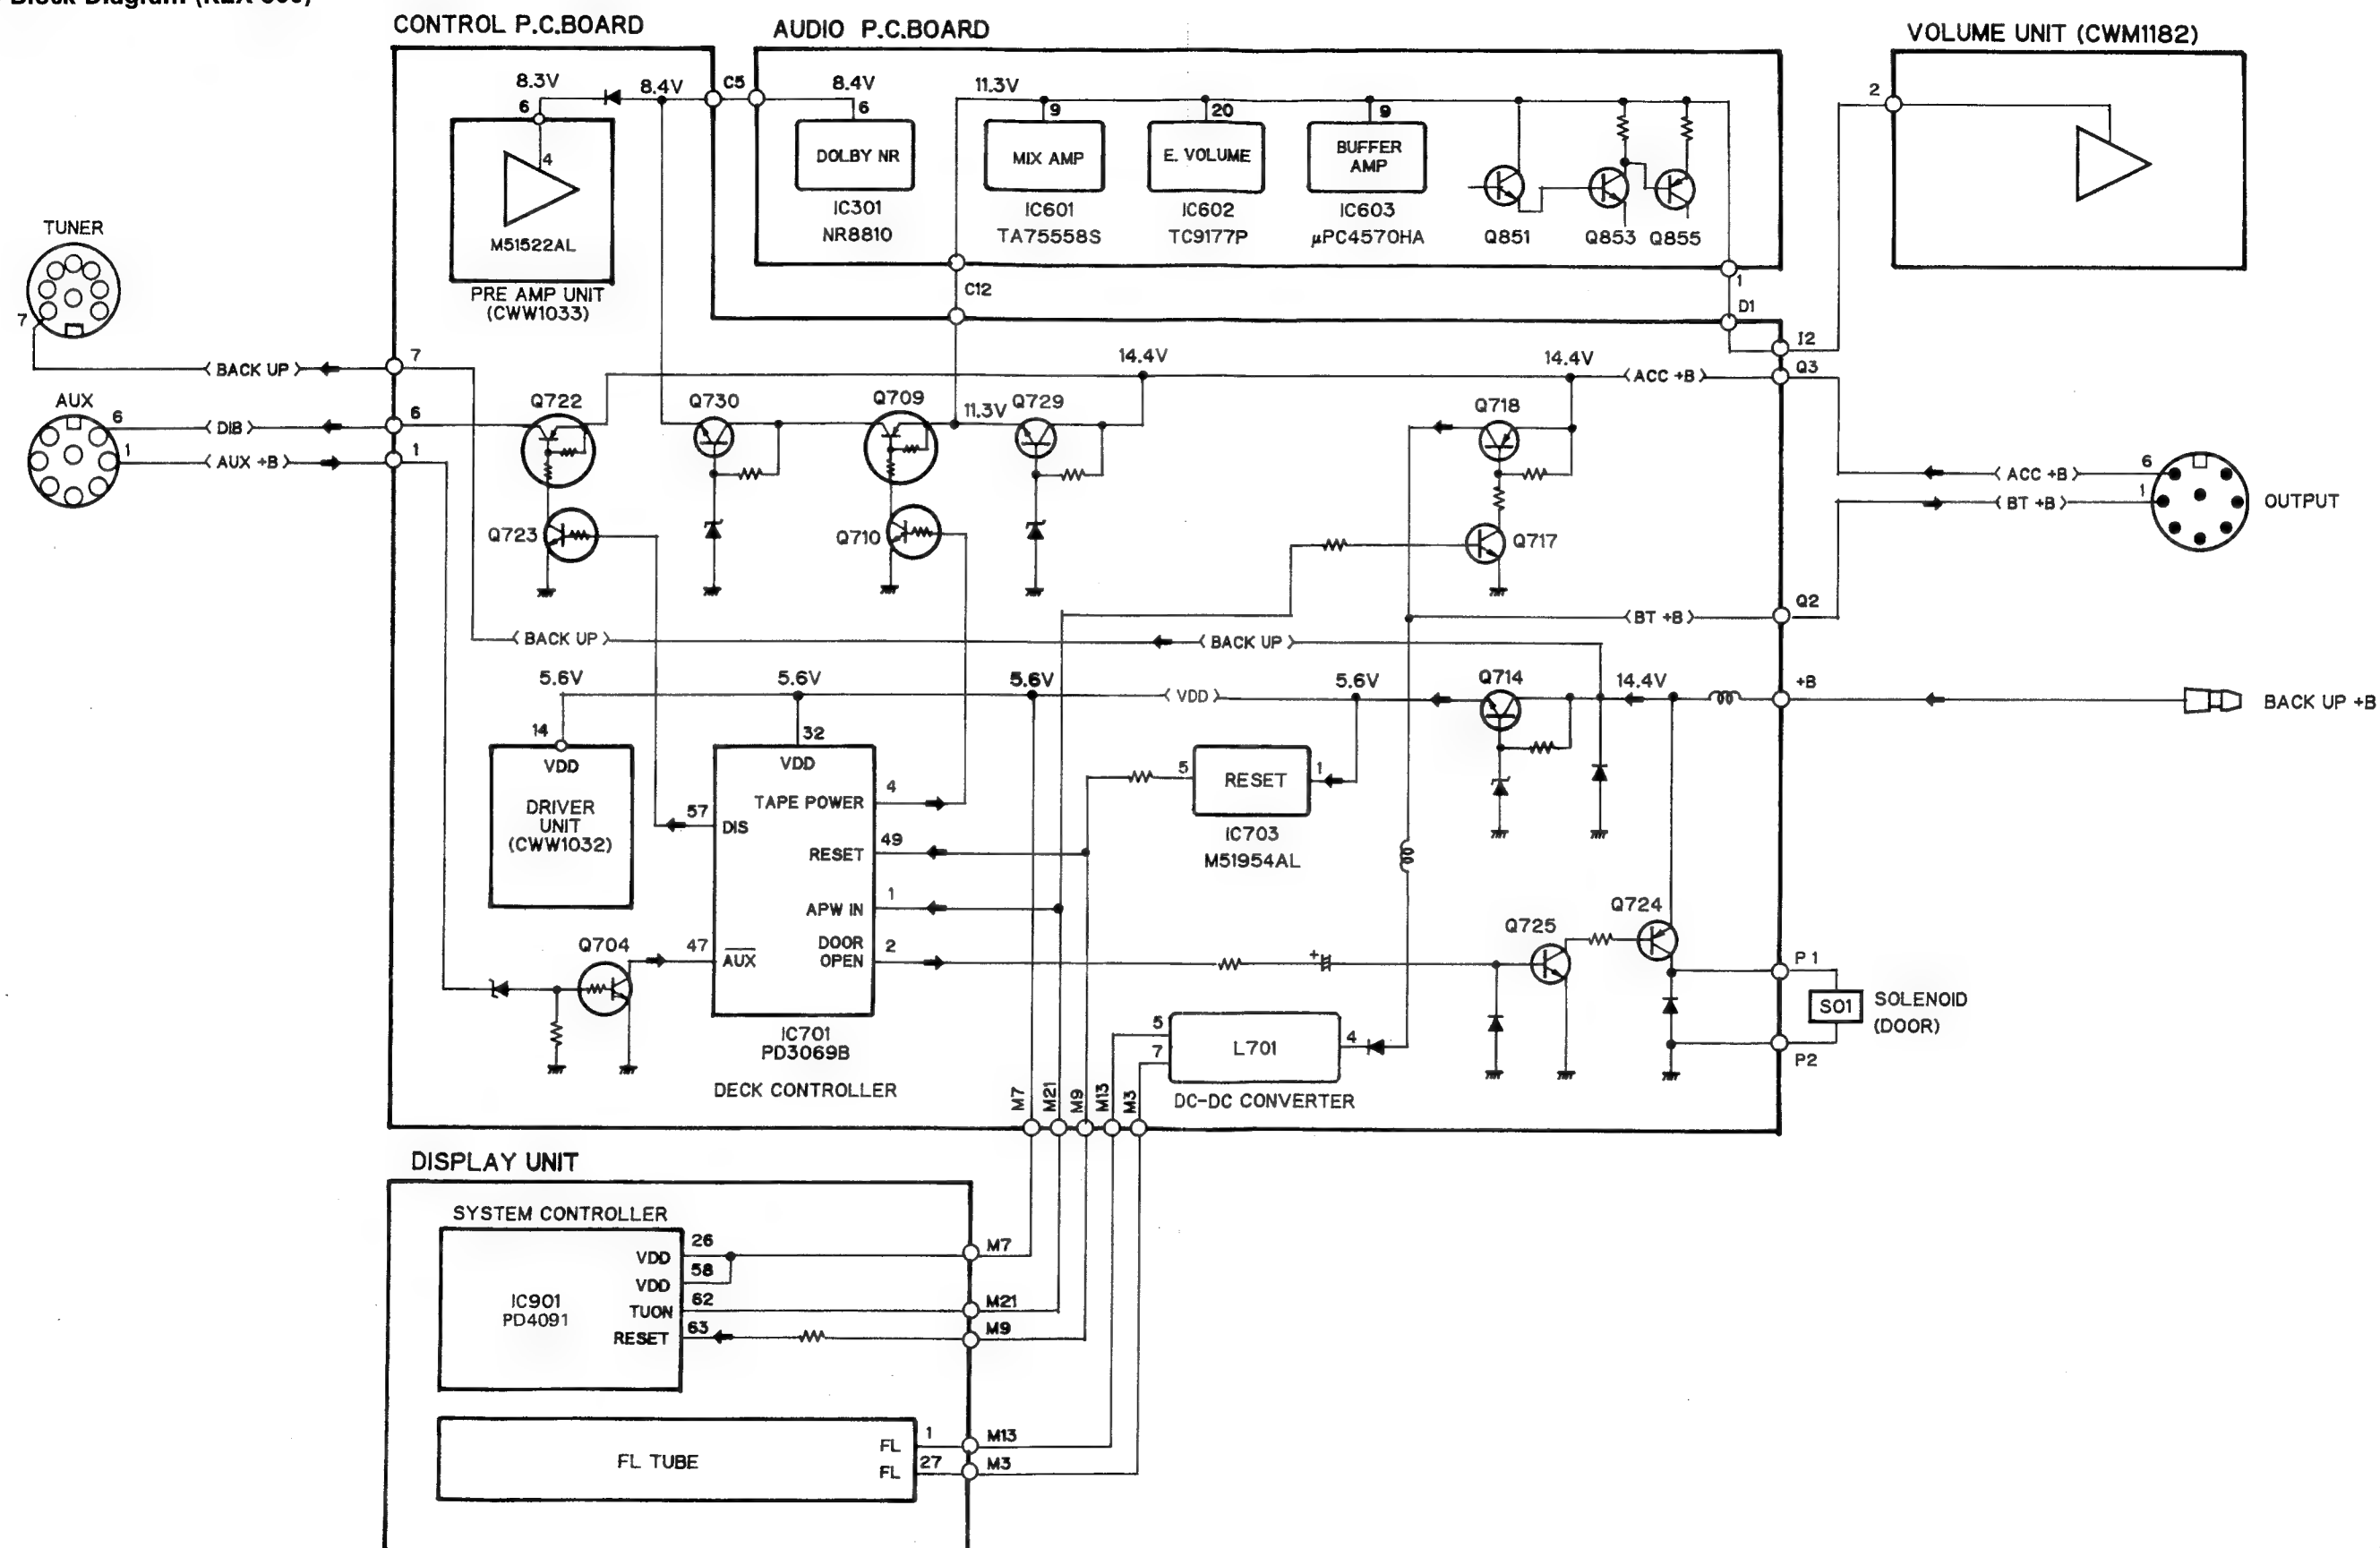 Block Diagram
CONTROL P.C.BOARD
AUDIO P.C.BOARD
VOLUME UNIT (CWM1182)
8.3V
6
4
M51522AL
PRE AMP UNIT
(CWW1033)
8.4V
C5
8.4V
6
DOLBY NR
IC301
NR8810
11.3V
9
MIX AMP
IC601
TA75558S
20
E. VOLUME
IC602
TC9177P
9
BUFFER
AMP
IC603
µPC4570HA
Q851
Q853
Q855
2
C12
1
D1
I2
Q3
TUNER
7
BACK UP
7
AUX
6
DIB
6
1
AUX +B
1
14.4V
14.4V
ACC +B
Q722
Q730
Q709
11.3V
Q729
Q718
Q723
Q710
Q717
ACC +B
6
BT +B
1
OUTPUT
BT +B
Q2
BACK UP
BACK UP
5.6V
5.6V
5.6V
VDD
5.6V
Q714
14.4V
+B
BACK UP +B
14
VDD
DRIVER
UNIT
(CWW1032)
32
VDD
TAPE POWER
4
57
DIS
RESET
49
APW IN
1
DOOR
OPEN
2
47
AUX
IC701
PD3069B
DECK CONTROLLER
Q704
5
RESET
1
IC703
M51954AL
+
Q725
Q724
P1
S01
SOLENOID
(DOOR)
P2
5
7
L701
4
DC-DC CONVERTER
M7
M21
M9
M13
M3
DISPLAY UNIT
SYSTEM CONTROLLER
IC901
PD4091
VDD
26
VDD
58
TUON
62
RESET
63
M7
M21
M9
FL TUBE
FL
1
FL
27
M13
M3